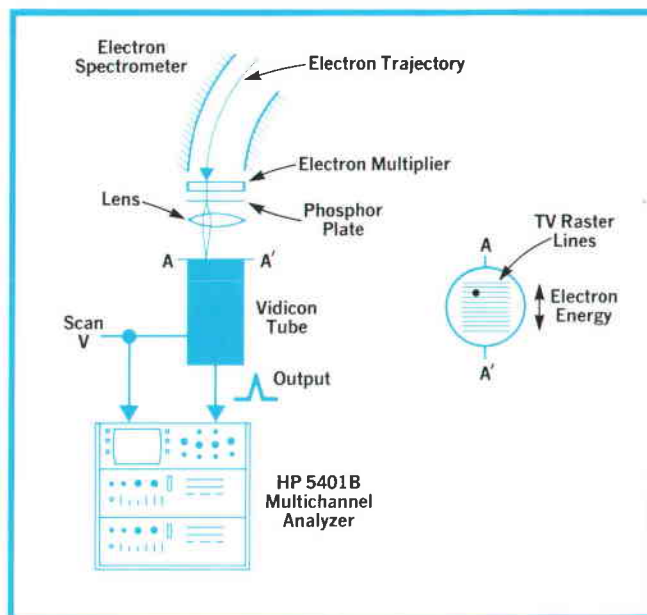 Electron
Spectrometer
Electron Trajectory
Electron Multiplier
Lens
Phosphor
Plate
A
A'
Scan
V
Vidicon
Tube
Output
HP 5401B
Multichannel
Analyzer
TV Raster
Lines
A
Electron
Energy
A'